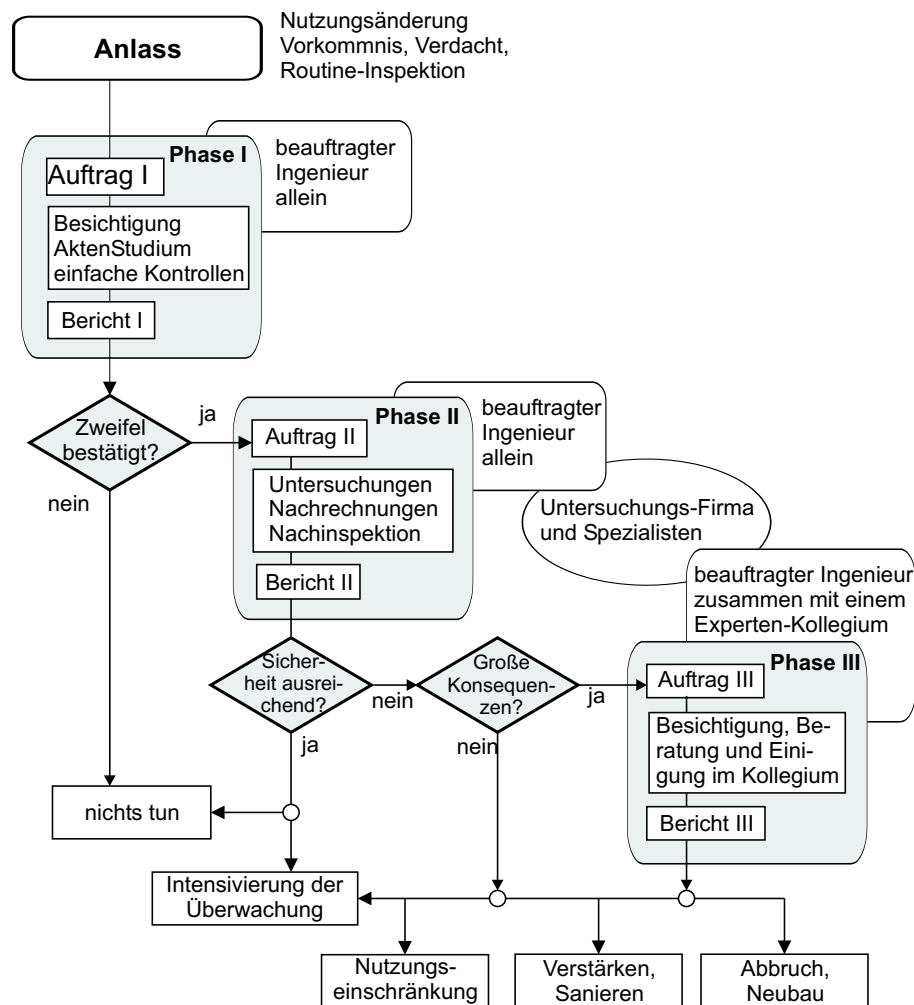 Anlass
Nutzungsänderung
Vorkommnis, Verdacht,
Routine-Inspektion
Phase I
beauftragter
Ingenieur
allein
Auftrag I
Besichtigung
AktenStudium
einfache Kontrollen
Bericht I
Zweifel
bestätigt?
ja
nein
Phase II
beauftragter
Ingenieur
allein
Auftrag II
Untersuchungen
Nachrechnungen
Nachinspektion
Bericht II
Untersuchungs-Firma
und Spezialisten
beauftragter Ingenieur
zusammen mit einem
Experten-Kollegium
Sicher-
heit ausrei-
chend?
nein
ja
Große
Konsequen-
zen?
ja
nein
Phase III
Auftrag III
Besichtigung, Be-
ratung und Eini-
gung im Kollegium
Bericht III
nichts tun
Intensivierung der
Überwachung
Nutzungs-
einschränkung
Verstärken,
Sanieren
Abbruch,
Neubau